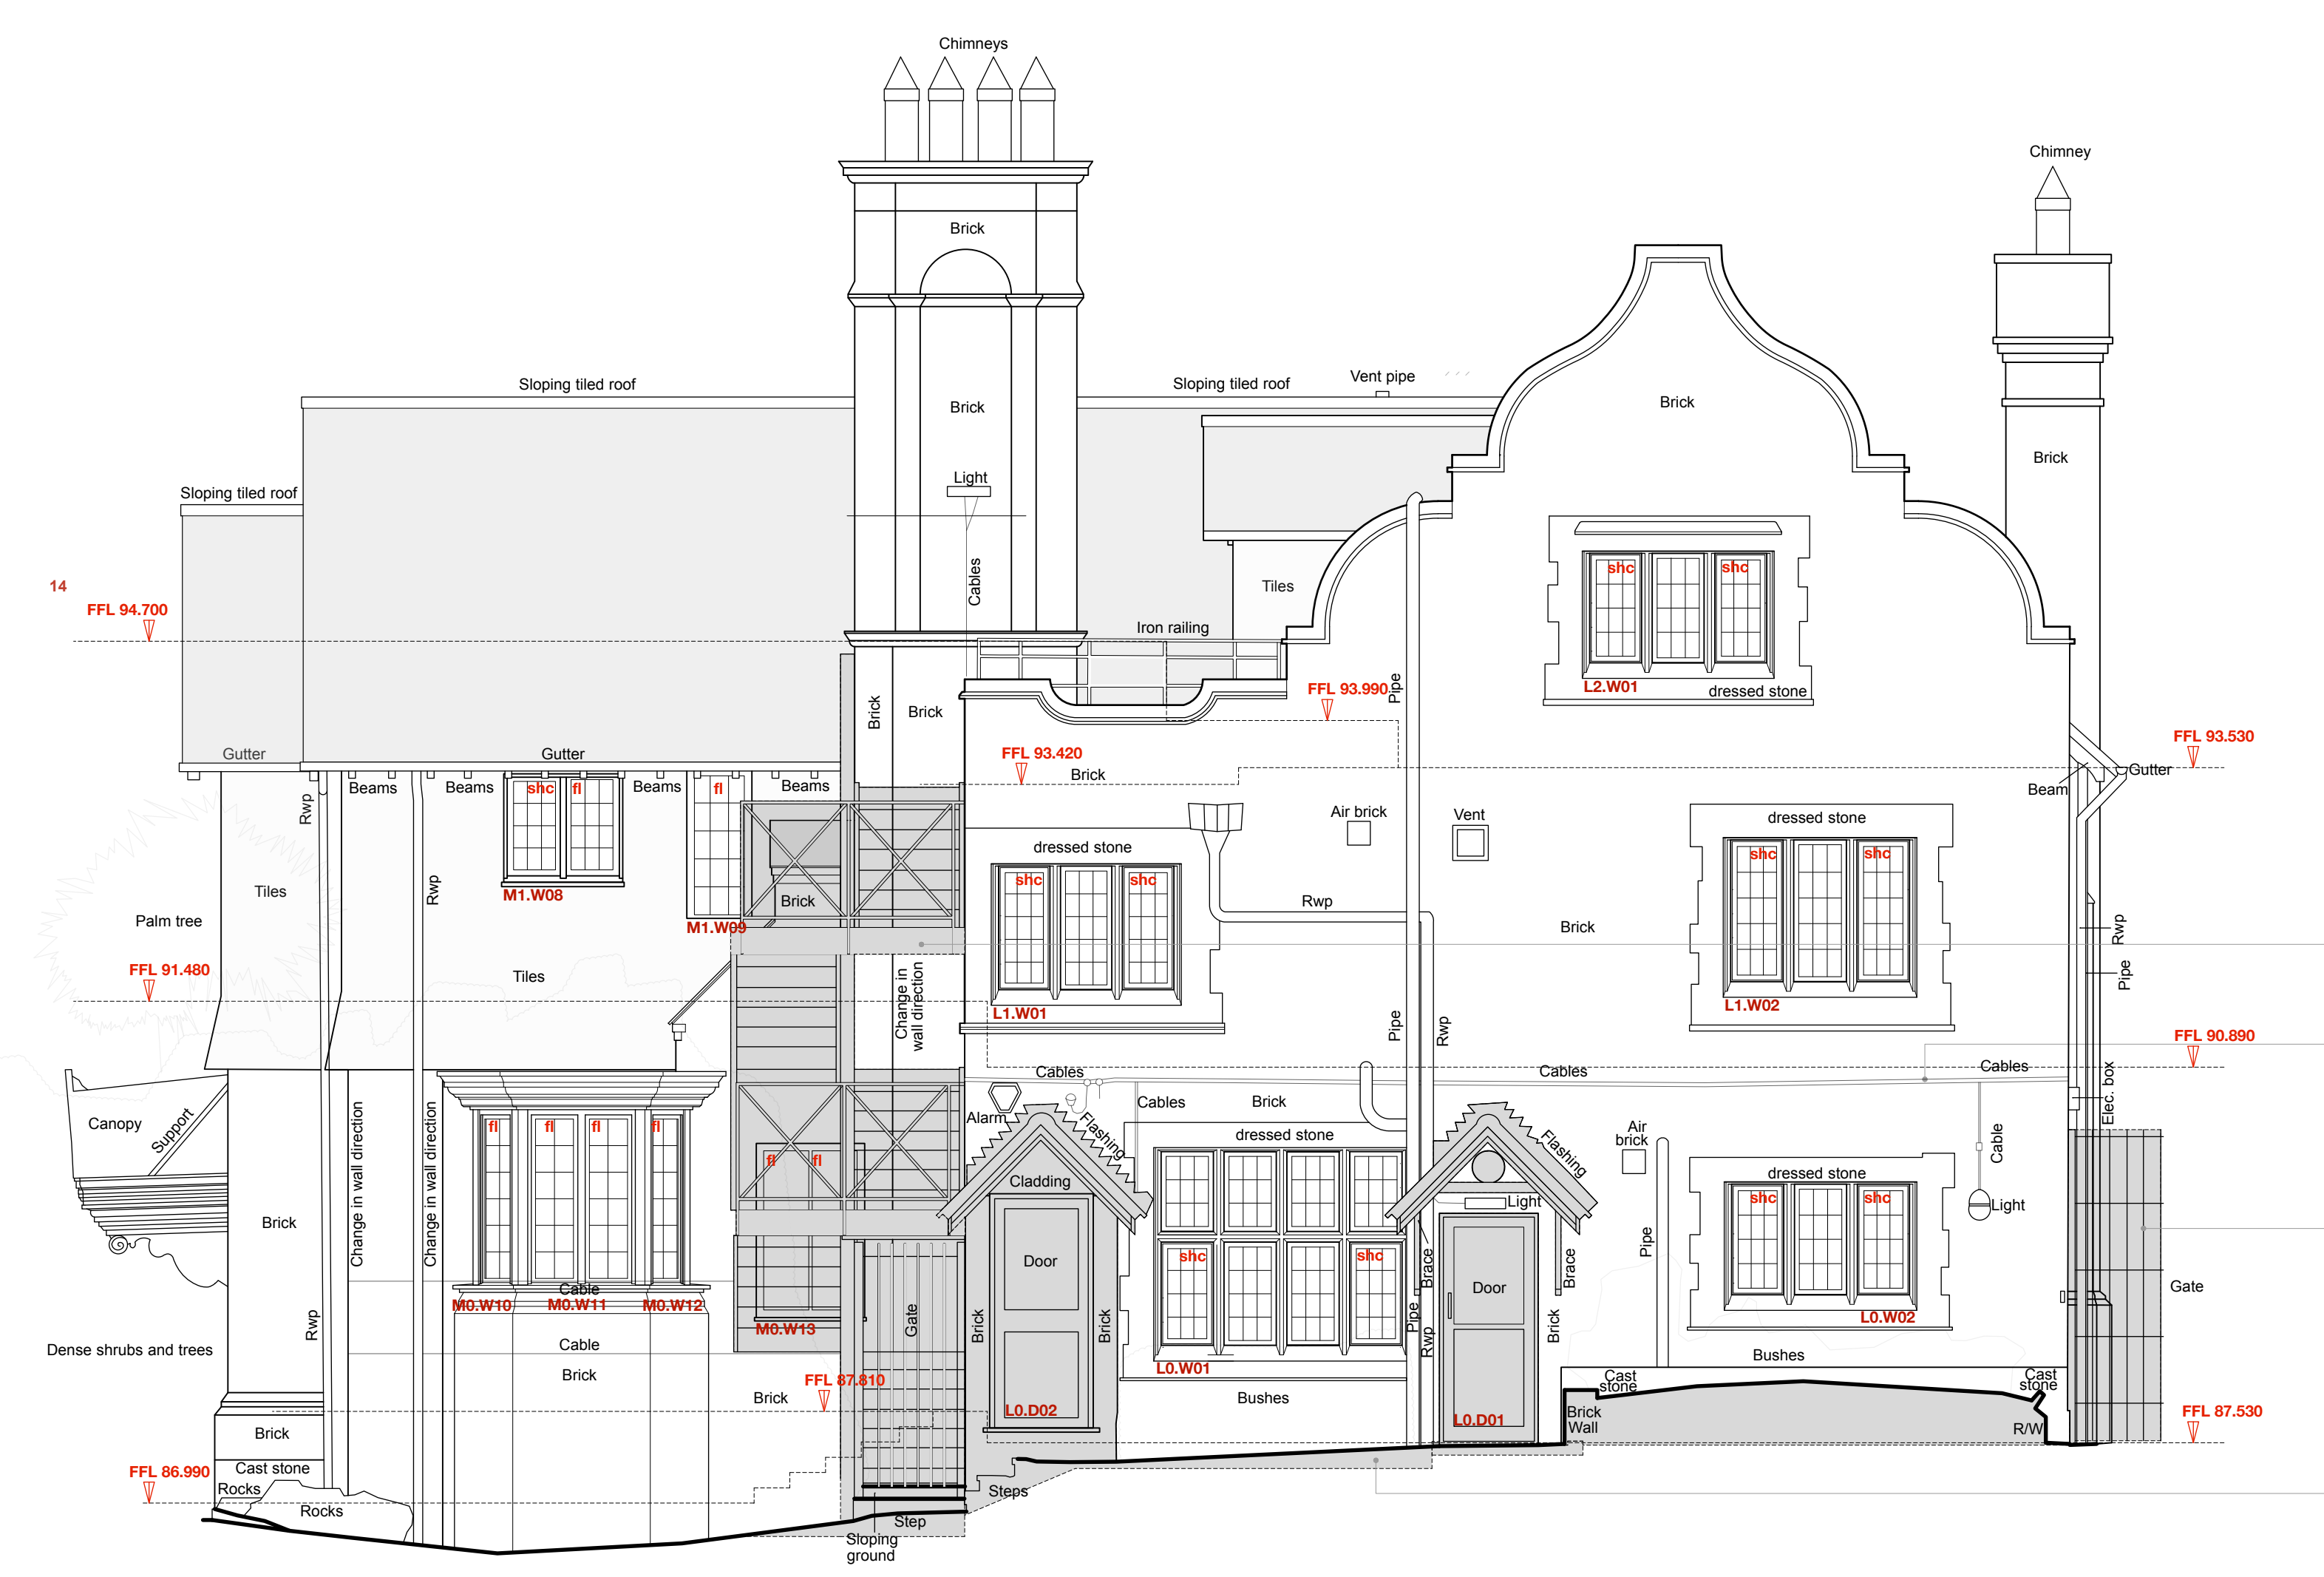 Chimneys
Chimney
Brick
Sloping tiled roof
Sloping tiled roof
Vent pipe
Brick
Brick
Brick
Light
Sloping tiled roof
shc
shc
Cables
Tiles
14
FFL 94.700
Iron railing
L2.W01
dressed stone
FFL 93.990
Pipe
Brick
Brick
FFL 93.530
Gutter
Gutter
FFL 93.420
Brick
Gutter
Beam
Beams
Beams
shc
fl
Beams
fl
Beams
Rwp
Air brick
Vent
dressed stone
dressed stone
shc
shc
shc
shc
Tiles
Rwp
M1.W08
Brick
Rwp
Palm tree
M1.W09
Brick
Rwp
FFL 91.480
Tiles
Pipe
Change in
wall direction
L1.W01
L1.W02
Pipe
Rwp
FFL 90.890
Cables
Cables
Cables
Elec. box
Canopy
Support
Change in wall direction
Change in wall direction
fl
fl
fl
fl
Alarm
Cables
Brick
Flashing
dressed stone
Air
brick
Flashing
Cable
fl
fl
Cladding
dressed stone
shc
shc
Light
Light
Brick
Door
shc
shc
Brace
Brace
Pipe
Door
Gate
Cable
M0.W10
M0.W11
M0.W12
M0.W13
Gate
Brick
Brick
Pipe
Rwp
Brick
L0.W02
Rwp
Cable
Dense shrubs and trees
Brick
L0.W01
Bushes
FFL 87.810
Brick
Bushes
Cast
stone
Cast
stone
L0.D02
L0.D01
Brick
Wall
R/W
FFL 87.530
Brick
Cast stone
FFL 86.990
Rocks
Rocks
Steps
Step
Sloping
ground